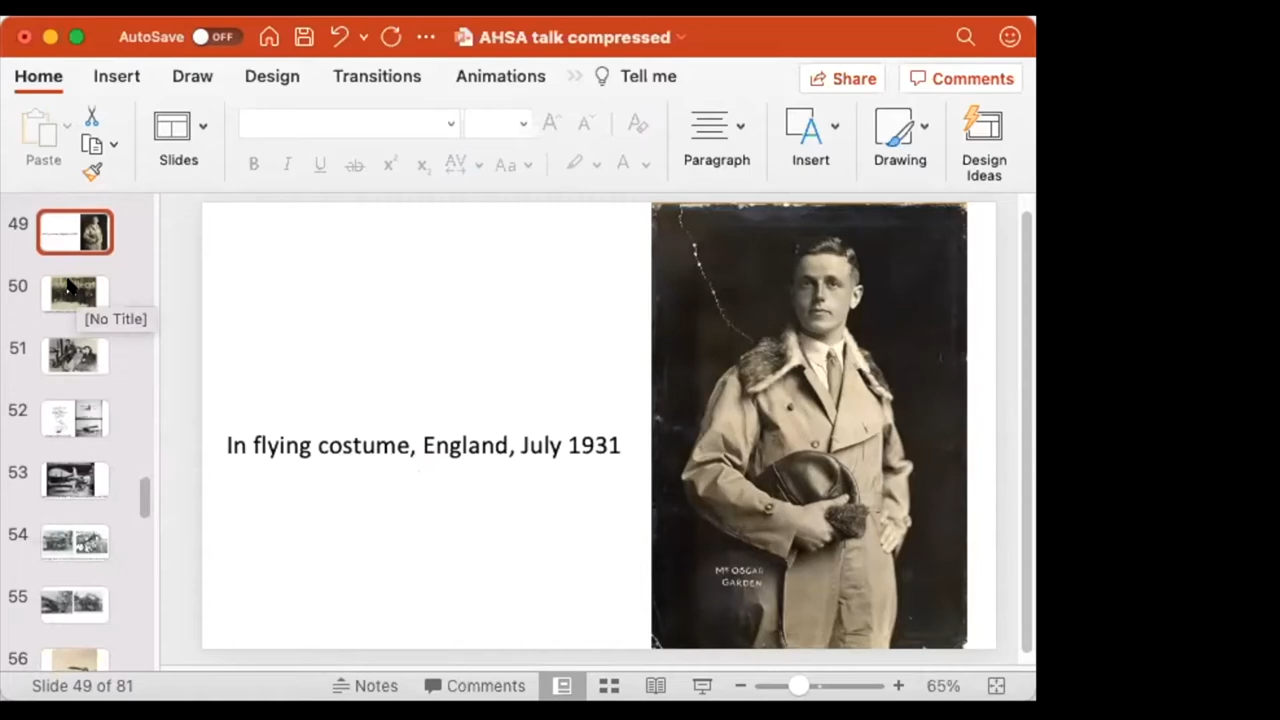 AutoSave OFF AHSA talk compressed
Home Insert Draw Design Transitions Animations Tell me Share Comments
Paste Slides Paragraph Insert Drawing Design Ideas
49
50
[No Title]
51
52
53
54
55
56
In flying costume, England, July 1931
Mr OSCAR
GARDEN
Slide 49 of 81 Notes Comments 65%